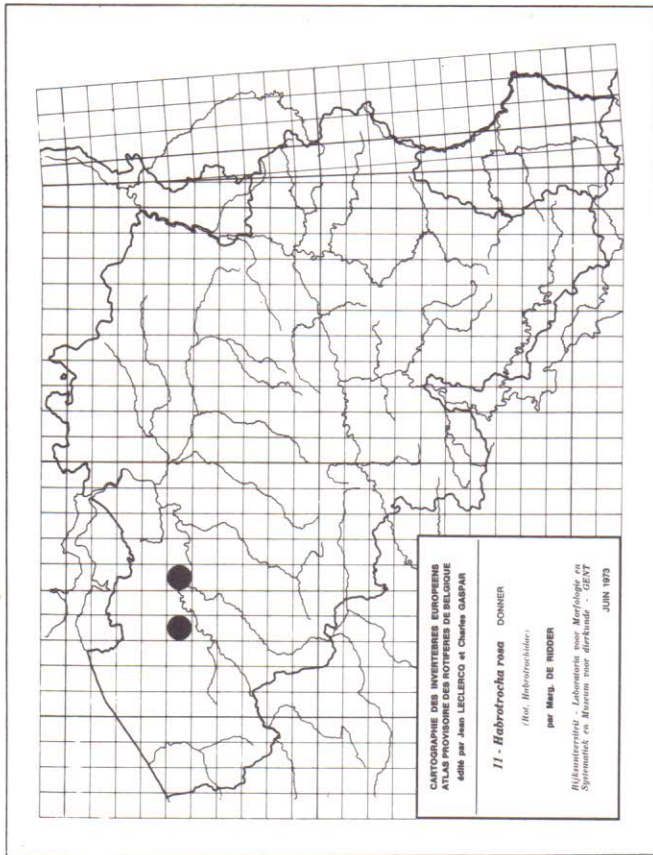 CARTOGRAPHIE DES INVERTEBRES EUROPEENS
ATLAS PROVISOIRE DES ROTIFERES DE BELGIQUE
édité par Jean LECLERCQ et Charles GASPAR
11 - Habrotrocha rosa DONNER
(Rot. Habrotrochidae)
par Marg. DE RIDDER
Rijksuniversiteit - Laboratoria voor Morfologie en
Systematiek en Museum voor dierkunde - GENT
JUIN 1973